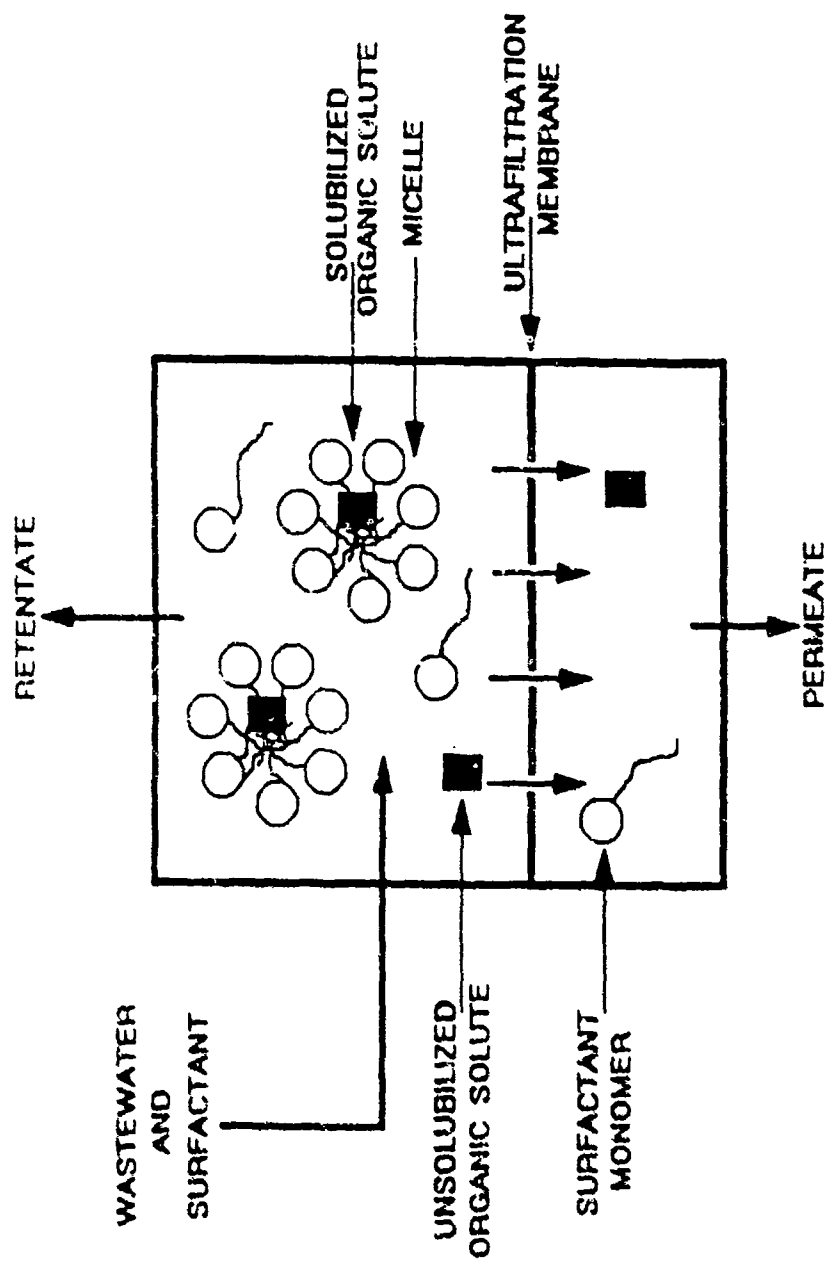 RETENTATE
WASTEWATER
AND
SURFACTANT
SOLUBILIZED
ORGANIC SOLUTE
MICELLE
UNSOLUBILIZED
ORGANIC SOLUTE
ULTRAFILTRATION
MEMBRANE
SURFACTANT
MONOMER
PERMEATE